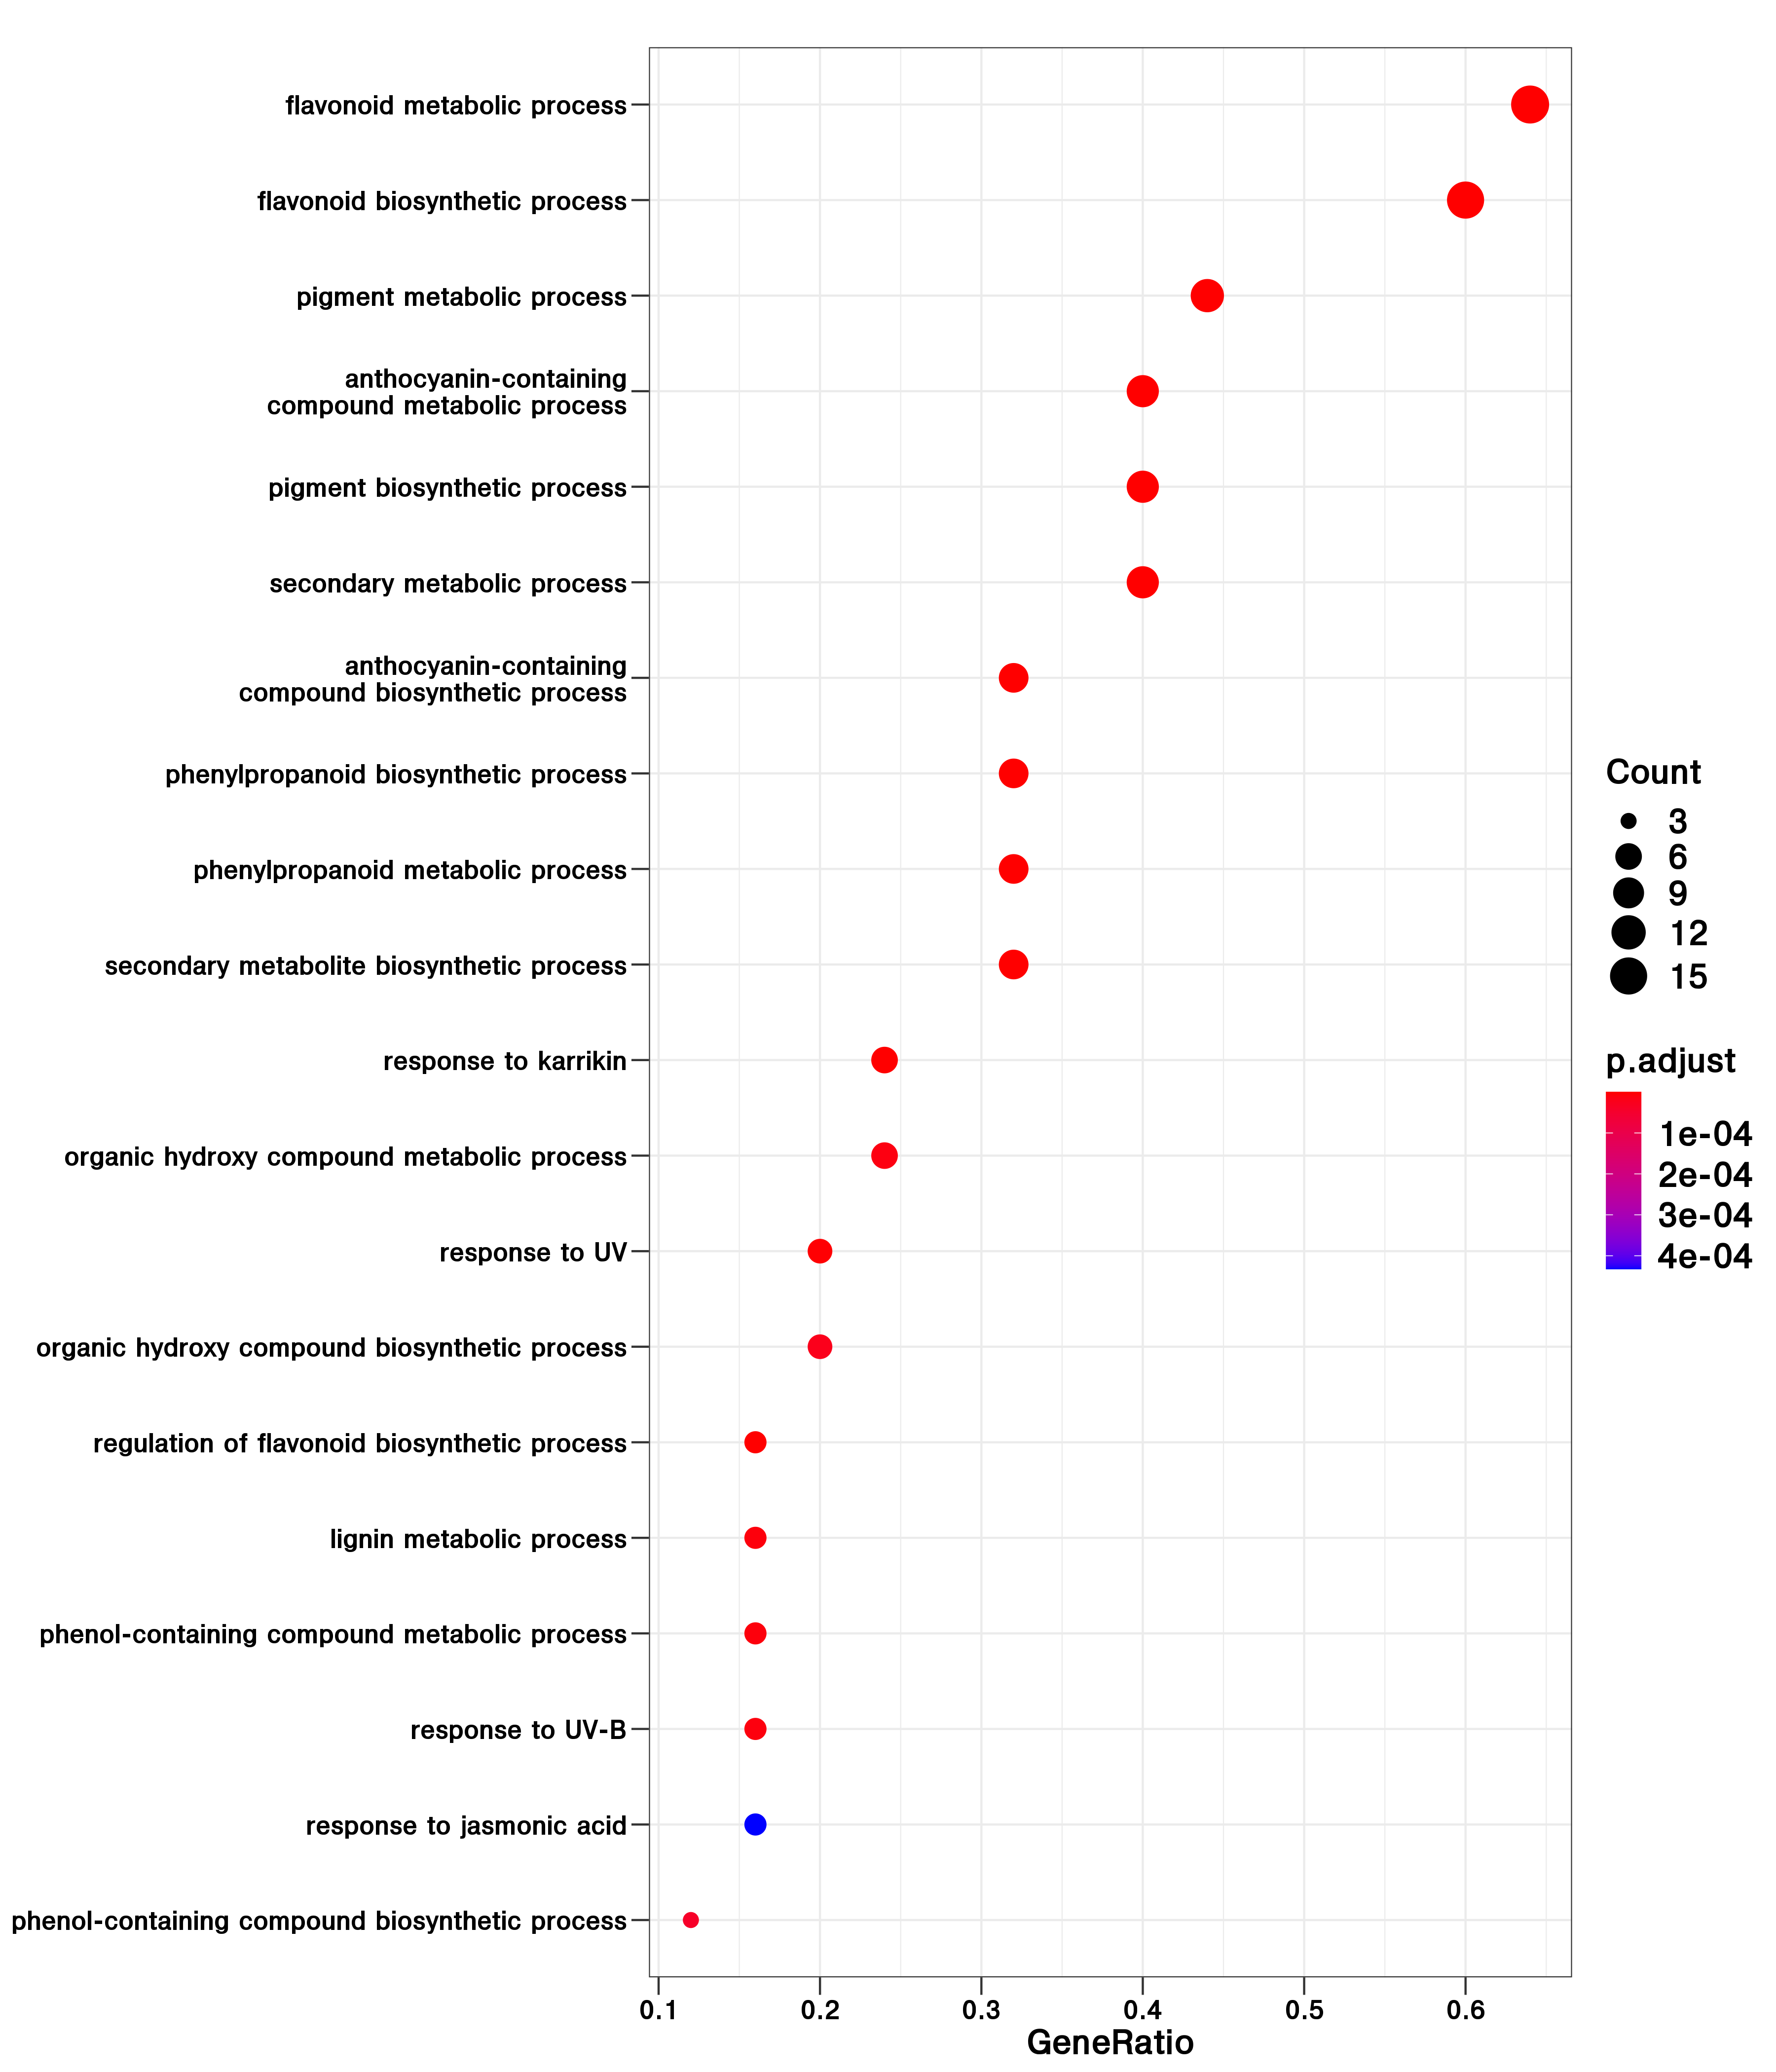 flavonoid metabolic process
flavonoid biosynthetic process
pigment metabolic process
anthocyanin-containing
compound metabolic process
pigment biosynthetic process
secondary metabolic process
anthocyanin-containing
compound biosynthetic process
phenylpropanoid biosynthetic process
phenylpropanoid metabolic process
secondary metabolite biosynthetic process
response to karrikin
organic hydroxy compound metabolic process
response to UV
organic hydroxy compound biosynthetic process
regulation of flavonoid biosynthetic process
lignin metabolic process
phenol-containing compound metabolic process
response to UV-B
response to jasmonic acid
phenol-containing compound biosynthetic process
0.1 0.2 0.3 0.4 0.5 0.6
GeneRatio
Count
3
6
9
12
15
p.adjust
1e-04
2e-04
3e-04
4e-04